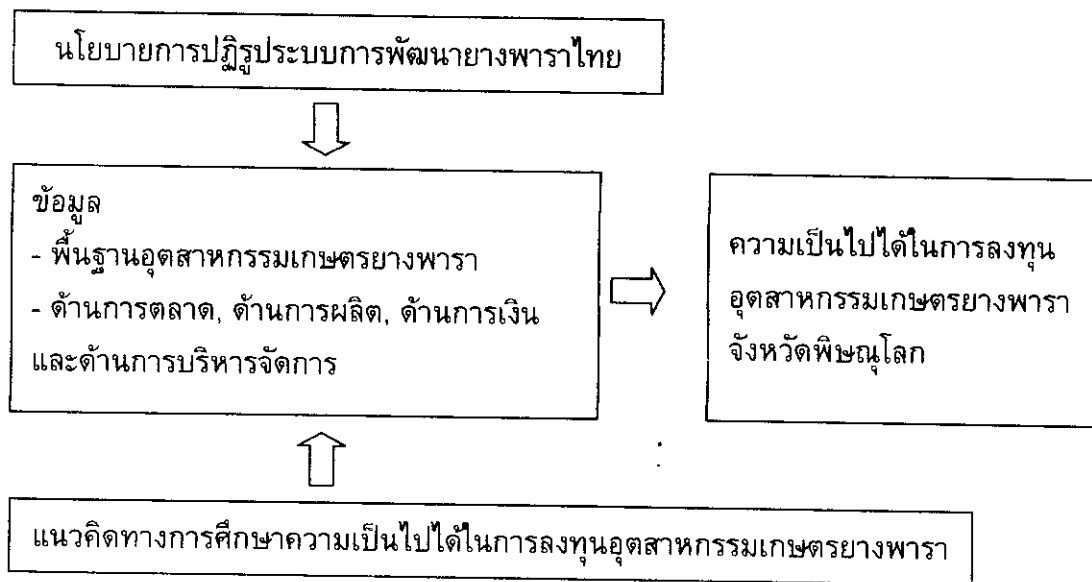 นโยบายการปฏิรูประบบการพัฒนายางพาราไทย
ข้อมูล
- พื้นฐานอุตสาหกรรมเกษตรยางพารา
- ด้านการตลาด, ด้านการผลิต, ด้านการเงิน
และด้านการบริหารจัดการ
ความเป็นไปได้ในการลงทุน
อุตสาหกรรมเกษตรยางพารา
จังหวัดพิษณุโลก
แนวคิดทางการศึกษาความเป็นไปได้ในการลงทุนอุตสาหกรรมเกษตรยางพารา